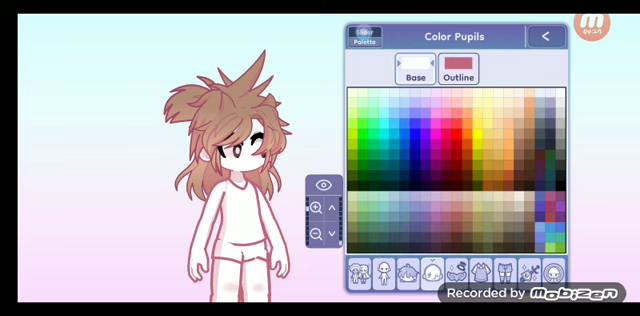 Slider
Palette
Color Pupils
Base
Outline
Recorded by mobizen